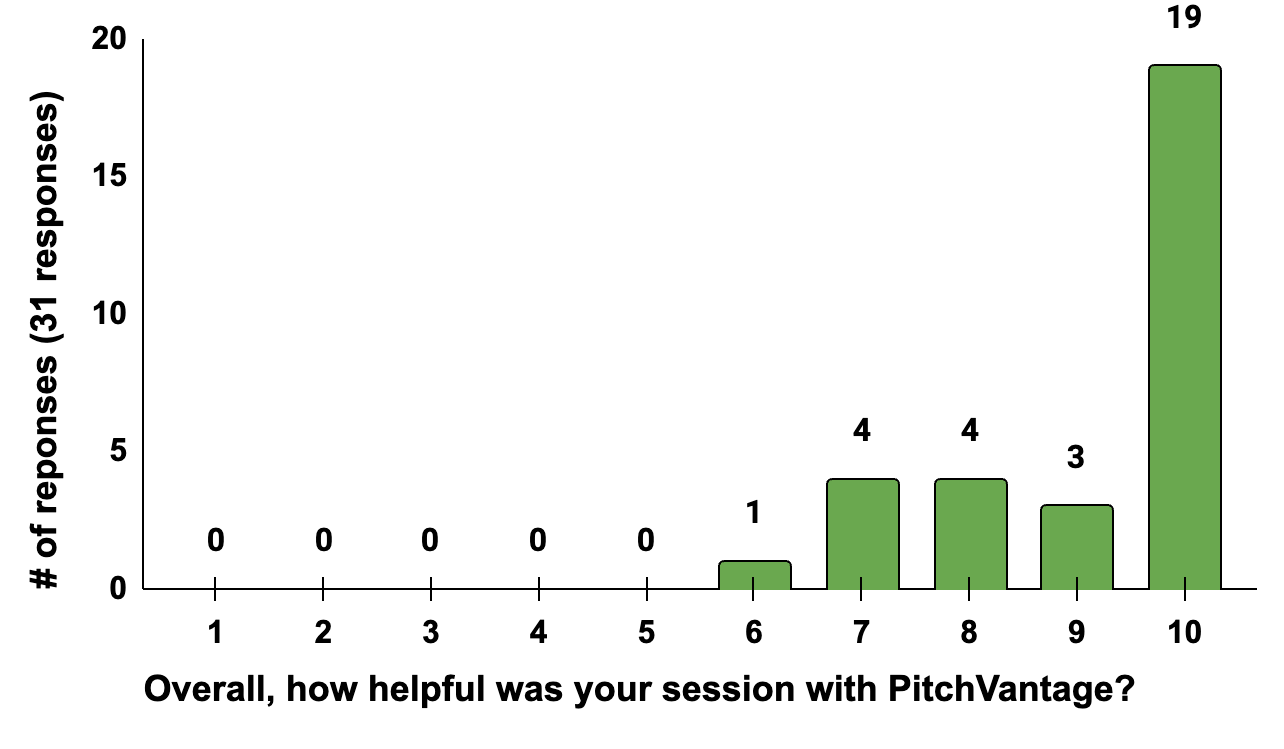 19
20
15
10
5
0
# of reponses (31 responses)
0 0 0 0 0 1 4 4 3
1 2 3 4 5 6 7 8 9 10
Overall, how helpful was your session with PitchVantage?